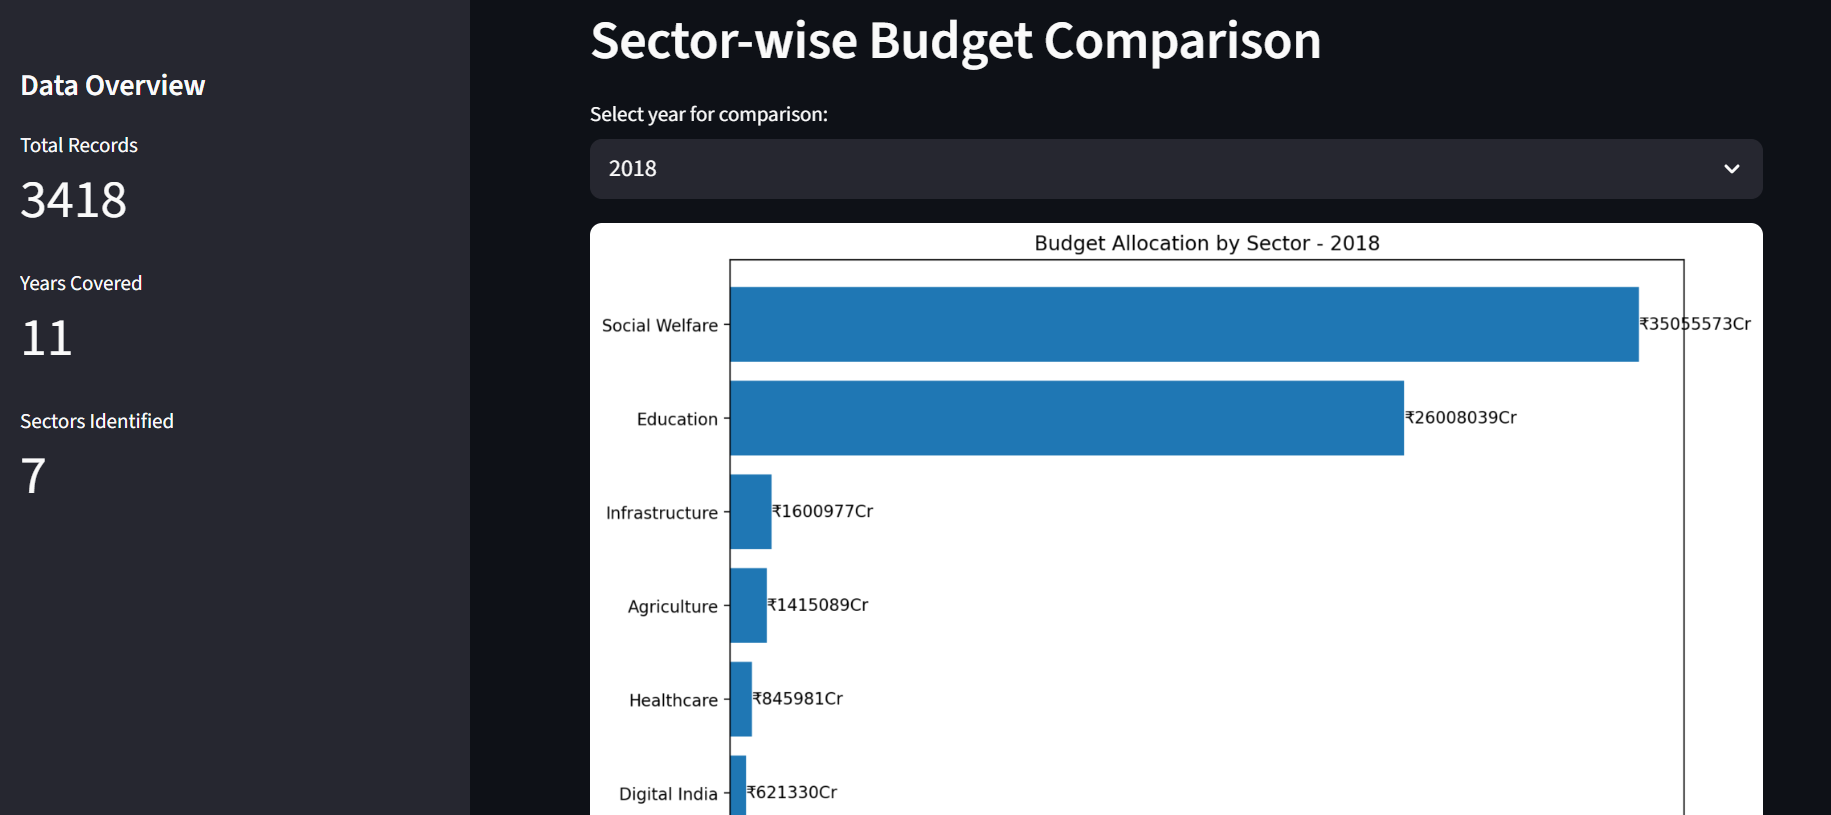 Data Overview
Total Records
3418
Years Covered
11
Sectors Identified
7
Sector-wise Budget Comparison
Select year for comparison:
2018
Budget Allocation by Sector - 2018
Social Welfare
₹35055573Cr
Education
₹26008039Cr
Infrastructure
₹1600977Cr
Agriculture
₹1415089Cr
Healthcare
₹845981Cr
Digital India
₹621330Cr